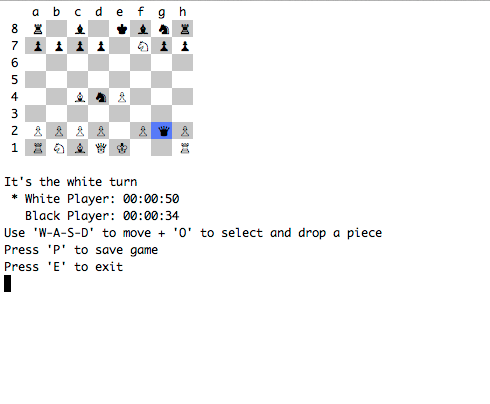 a b c d e f g h
8 ♜ ♝ ♚ ♝ ♞ ♜
7 ♟ ♟ ♟ ♟ ♘ ♟ ♟
6
5
4 ♝ ♞ ♙
3
2 ♙ ♙ ♙ ♙ ♙ ♛ ♙
1 ♖ ♘ ♝ ♕ ♔ ♖
It's the white turn
* White Player: 00:00:50
Black Player: 00:00:34
Use 'W-A-S-D' to move + 'O' to select and drop a piece
Press 'P' to save game
Press 'E' to exit